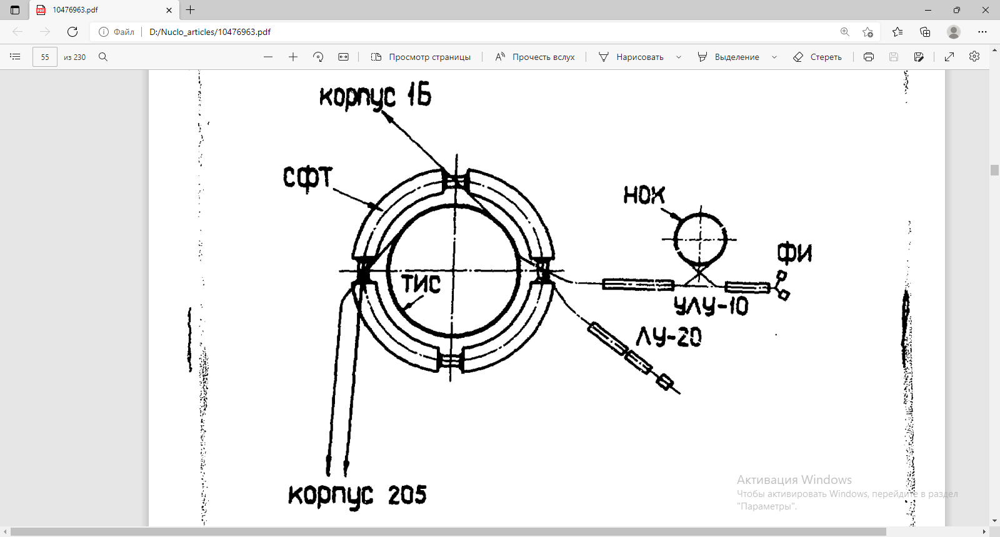 10476963.pdf
Файл
D:/Nuclo_articles/10476963.pdf
55
из 230
Просмотр страницы
Прочесть вслух
Нарисовать
Выделение
Стереть
корпус 1Б
СФТ
НОК
ФИ
ТИС
УЛУ-10
ЛУ-20
корпус 205
Активация Windows
Чтобы активировать Windows, перейдите в раздел
"Параметры".